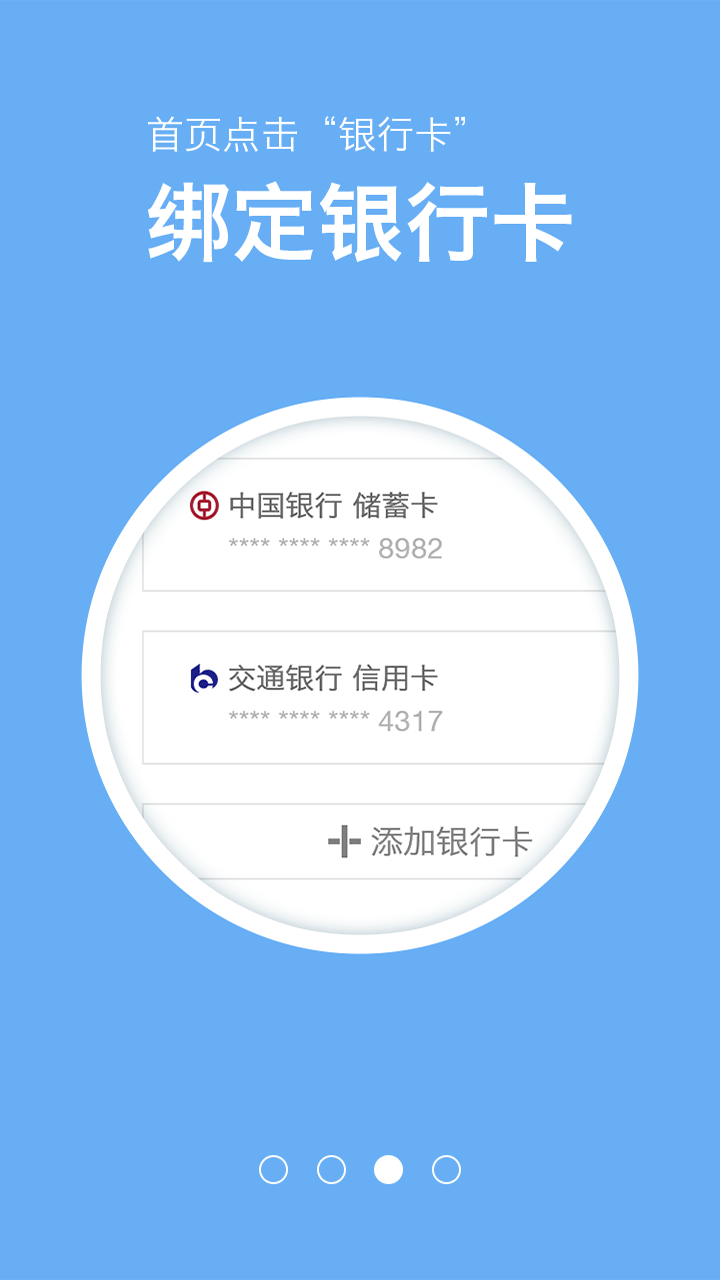 首页点击“银行卡”
绑定银行卡
中国银行 储蓄卡
**** **** **** 8982
交通银行 信用卡
**** **** **** 4317
添加银行卡